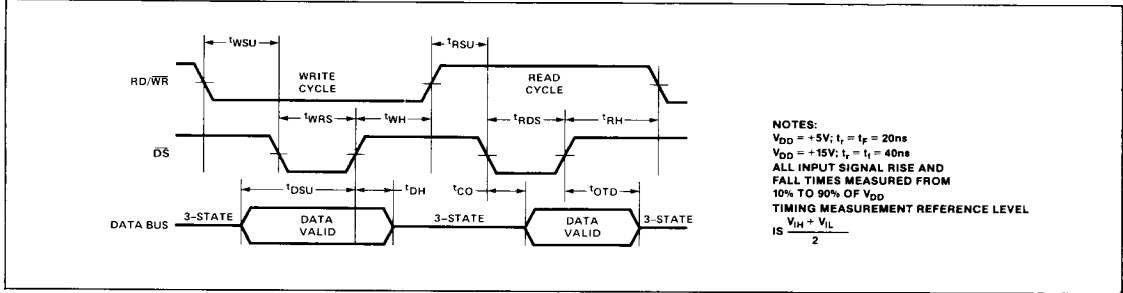 tWSU
tRSU
RD/W̅R̅
WRITE
CYCLE
READ
CYCLE
tWRS
tWH
tRDS
tRH
D̅S̅
tDSU
tDH
tCO
tOTD
DATA BUS
3-STATE
DATA
VALID
3-STATE
DATA
VALID
3-STATE
NOTES:
VDD = +5V; tr = tF = 20ns
VDD = +15V; tr = tf = 40ns
ALL INPUT SIGNAL RISE AND
FALL TIMES MEASURED FROM
10% TO 90% OF VDD
TIMING MEASUREMENT REFERENCE LEVEL
IS VIH + VIL
2